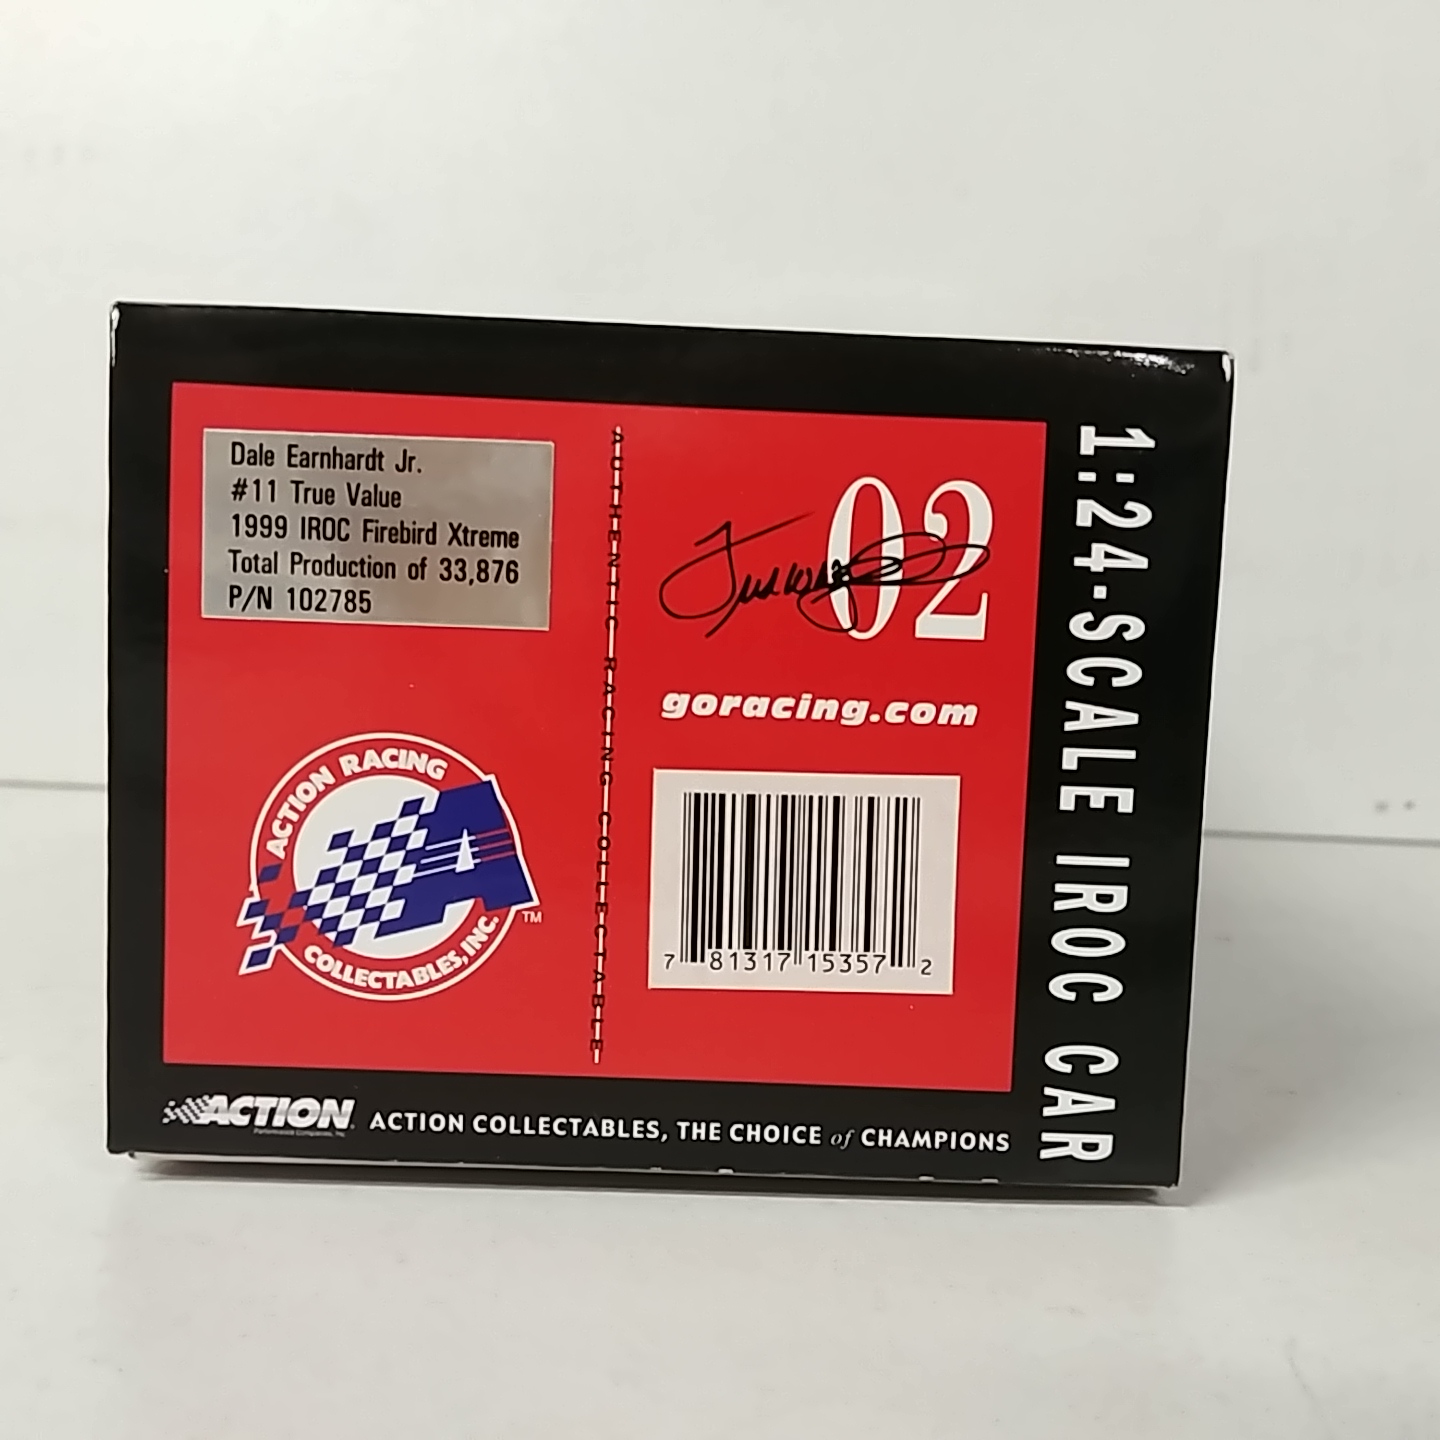 Dale Earnhardt Jr.
#11 True Value
1999 IROC Firebird Xtreme
Total Production of 33,876
P/N 102785
AUTHENTIC RACING COLLECTABLE
02
goracing.com
7 81317 15357 2
ACTION RACING
COLLECTABLES, INC.
A
TM
1:24-SCALE IROC CAR
ACTION
ACTION COLLECTABLES, THE CHOICE of CHAMPIONS